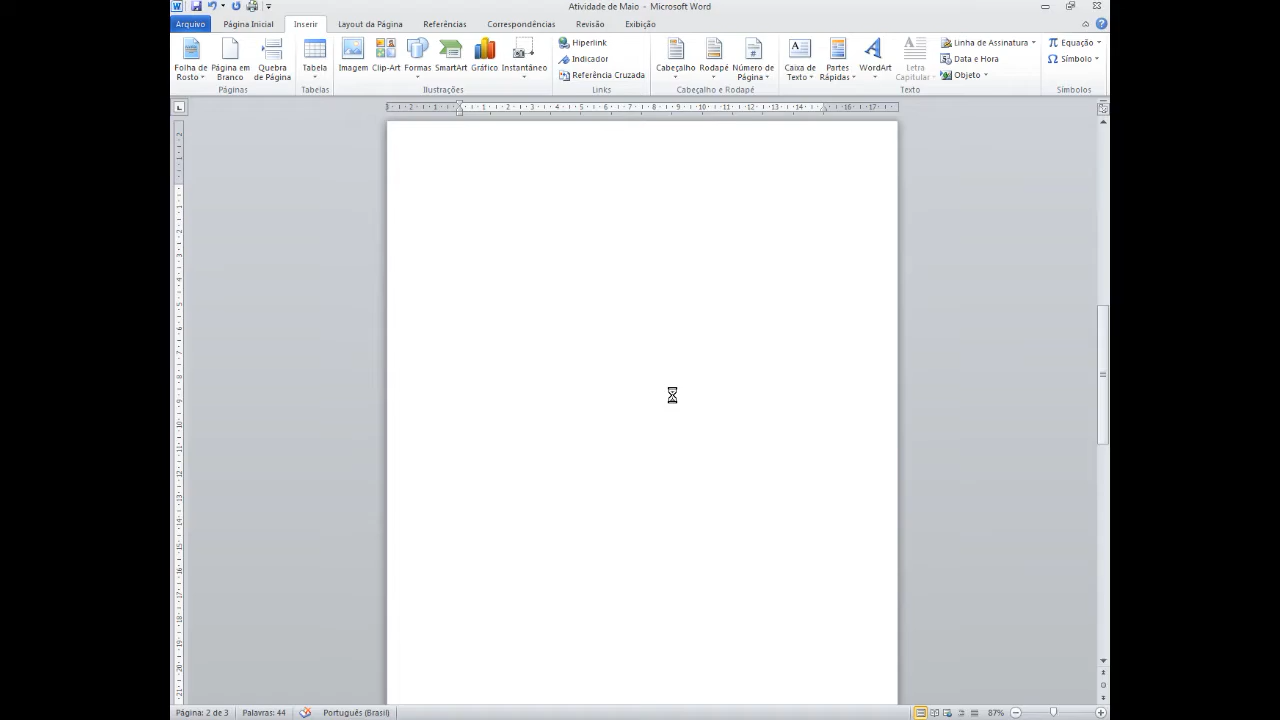 Atividade de Maio - Microsoft Word
Arquivo Página Inicial Inserir Layout da Página Referências Correspondências Revisão Exibição
Folha de Rosto
Página em Branco
Quebra de Página
Páginas
Tabela
Tabelas
Imagem
Clip-Art
Formas
SmartArt
Gráfico
Instantâneo
Ilustrações
Hiperlink
Indicador
Referência Cruzada
Links
Cabeçalho
Rodapé
Número de Página
Cabeçalho e Rodapé
Caixa de Texto
Partes Rápidas
WordArt
Letra Capitular
Linha de Assinatura
Data e Hora
Objeto
Texto
Equação
Símbolo
Símbolos
Página: 2 de 3 Palavras: 44 Português (Brasil) 87%